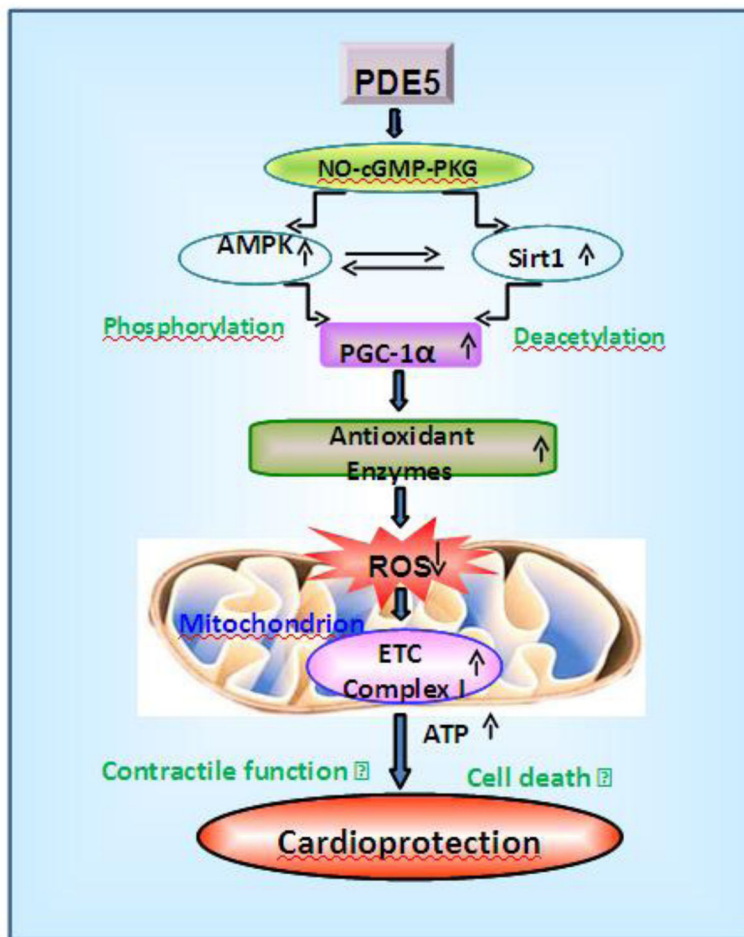 PDE5
NO-cGMP-PKG
AMPK ↑
Sirt1 ↑
Phosphorylation
Deacetylation
PGC-1α ↑
Antioxidant ↑
Enzymes
ROS ↓
Mitochondrion
ETC ↑
Complex I
ATP ↑
Contractile function ⍰
Cell death ⍰
Cardioprotection